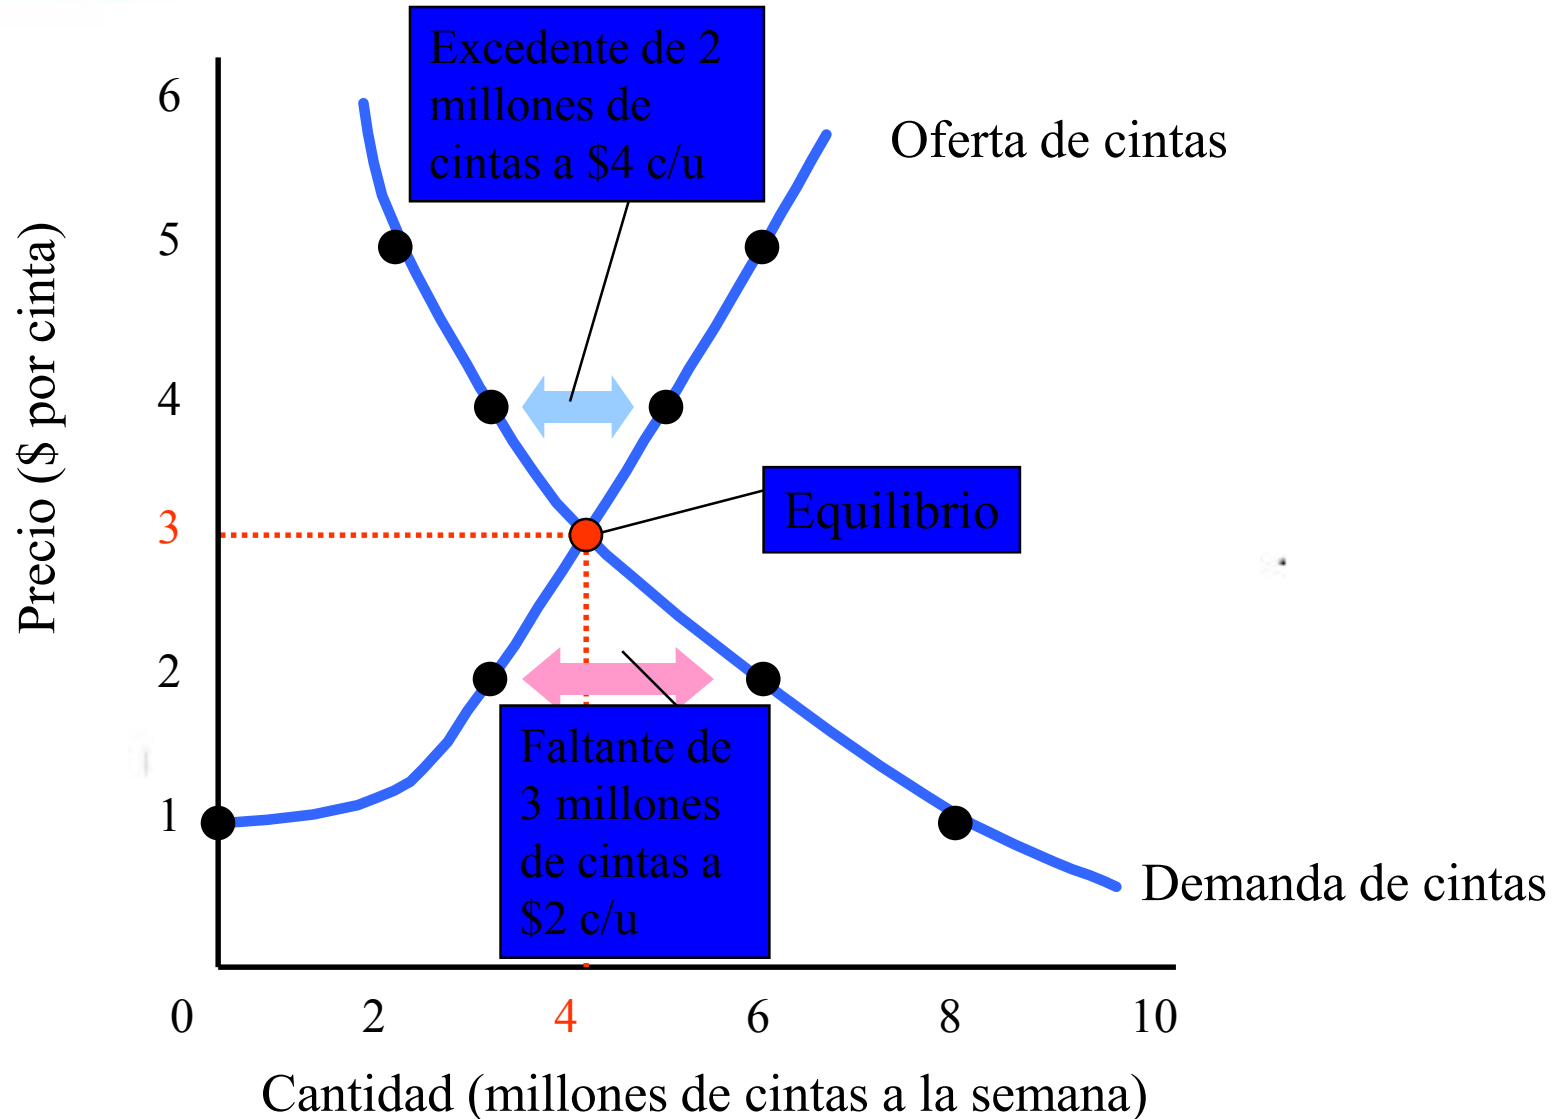 Excedente de 2
millones de
cintas a $4 c/u
Oferta de cintas
Precio ($ por cinta)
6
5
4
3
2
1
Equilibrio
Faltante de
3 millones
de cintas a
$2 c/u
Demanda de cintas
0 2 4 6 8 10
Cantidad (millones de cintas a la semana)